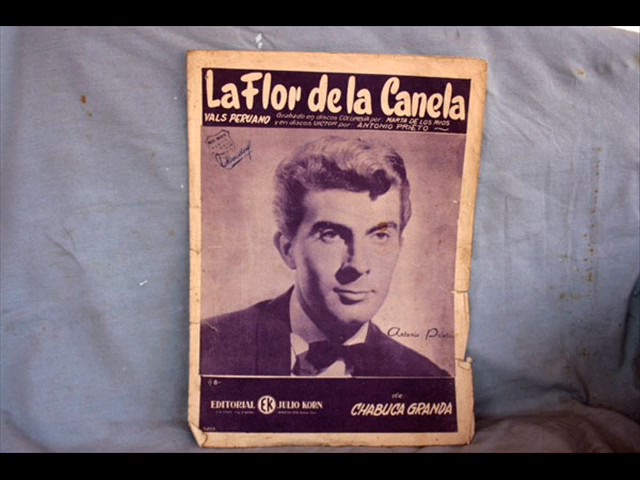 La Flor de la Canela
VALS PERUANO
Grabado en discos COLUMBIA por: MARTA DE LOS RIOS
y en discos VICTOR por: ANTONIO PRIETO
Antonio Prieto
$ 8-
EDITORIAL EK JULIO KORN
de:
CHABUCA GRANDA